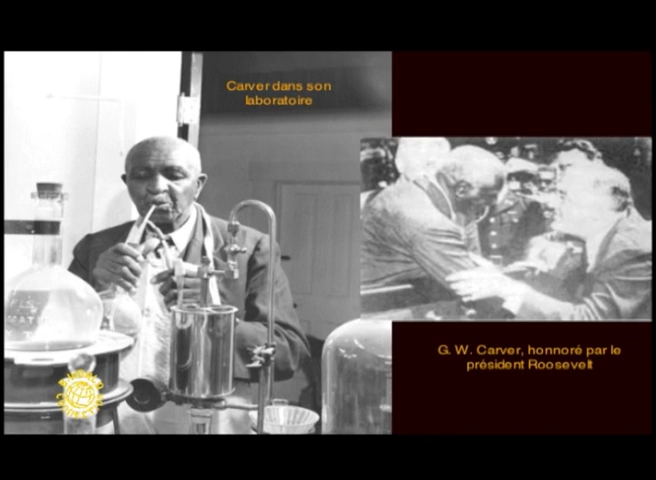 Carver dans son
laboratoire
G. W. Carver, honnoré par le
président Roosevelt